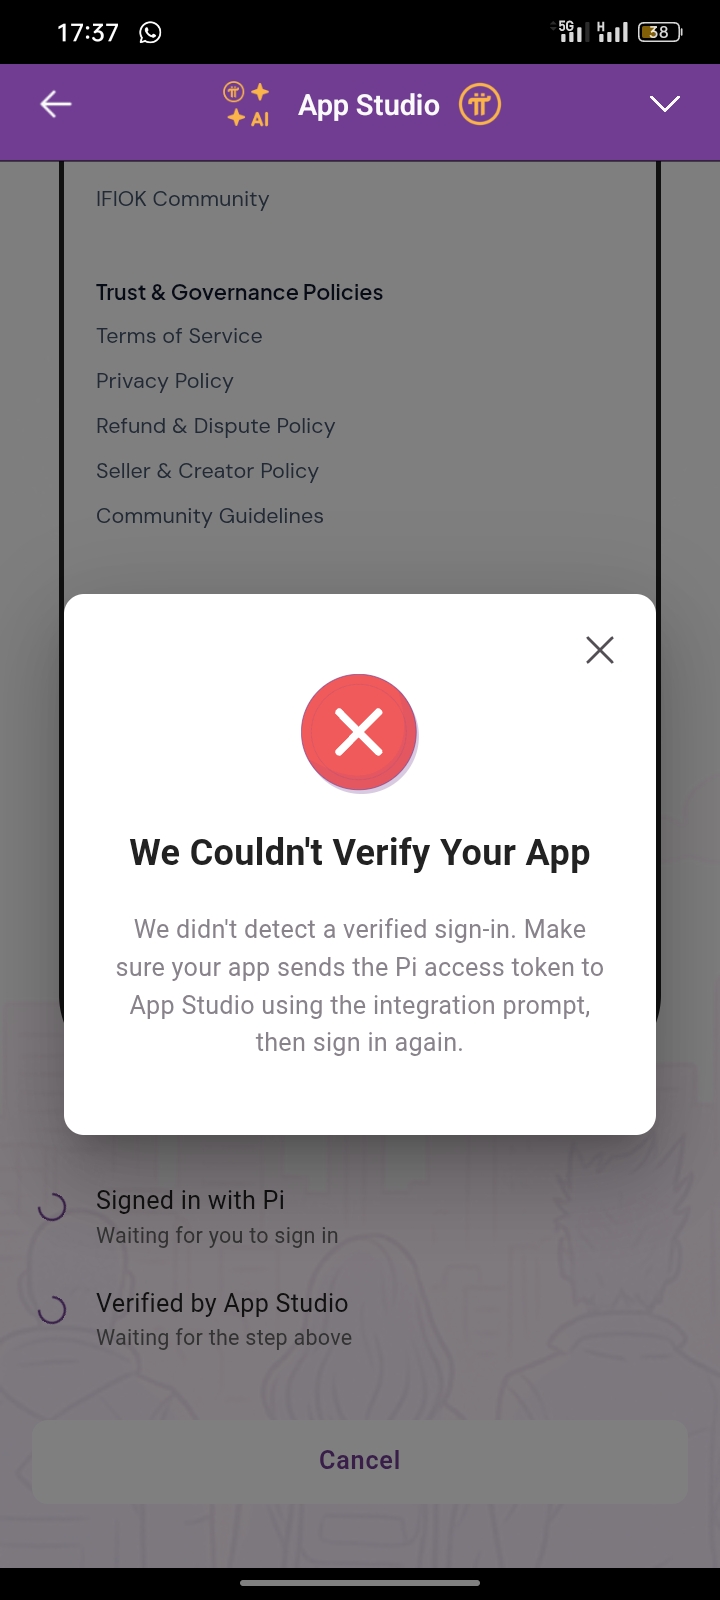 17:37
5G
H
38
AI
App Studio
IFIOK Community
Trust & Governance Policies
Terms of Service
Privacy Policy
Refund & Dispute Policy
Seller & Creator Policy
Community Guidelines
We Couldn't Verify Your App
We didn't detect a verified sign-in. Make
sure your app sends the Pi access token to
App Studio using the integration prompt,
then sign in again.
Signed in with Pi
Waiting for you to sign in
Verified by App Studio
Waiting for the step above
Cancel